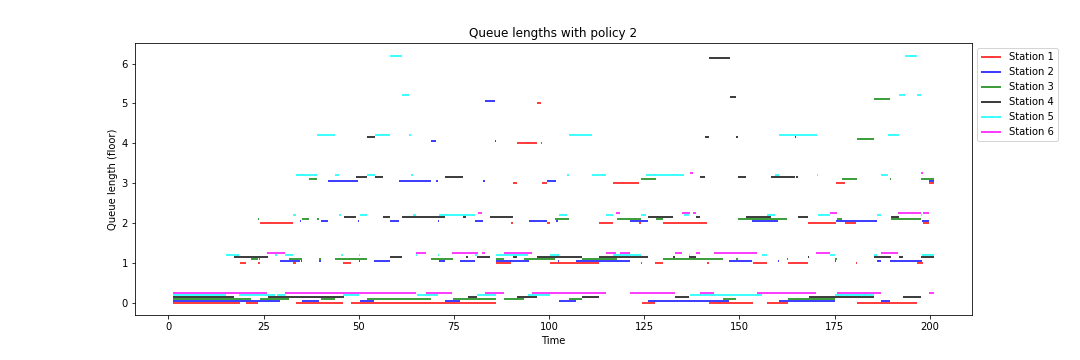 Queue lengths with policy 2
Queue length (floor)
6
5
4
3
2
1
0
0 25 50 75 100 125 150 175 200
Time
Station 1
Station 2
Station 3
Station 4
Station 5
Station 6